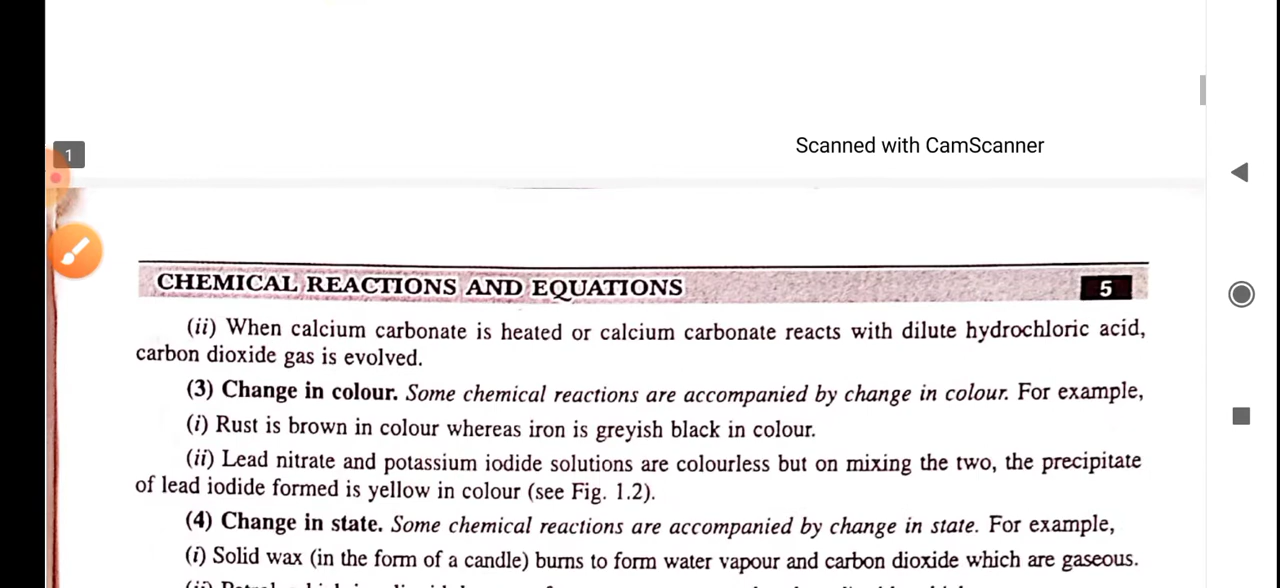 Scanned with CamScanner
1
CHEMICAL REACTIONS AND EQUATIONS 5
(ii) When calcium carbonate is heated or calcium carbonate reacts with dilute hydrochloric acid,
carbon dioxide gas is evolved.
(3) Change in colour. Some chemical reactions are accompanied by change in colour. For example,
(i) Rust is brown in colour whereas iron is greyish black in colour.
(ii) Lead nitrate and potassium iodide solutions are colourless but on mixing the two, the precipitate
of lead iodide formed is yellow in colour (see Fig. 1.2).
(4) Change in state. Some chemical reactions are accompanied by change in state. For example,
(i) Solid wax (in the form of a candle) burns to form water vapour and carbon dioxide which are gaseous.